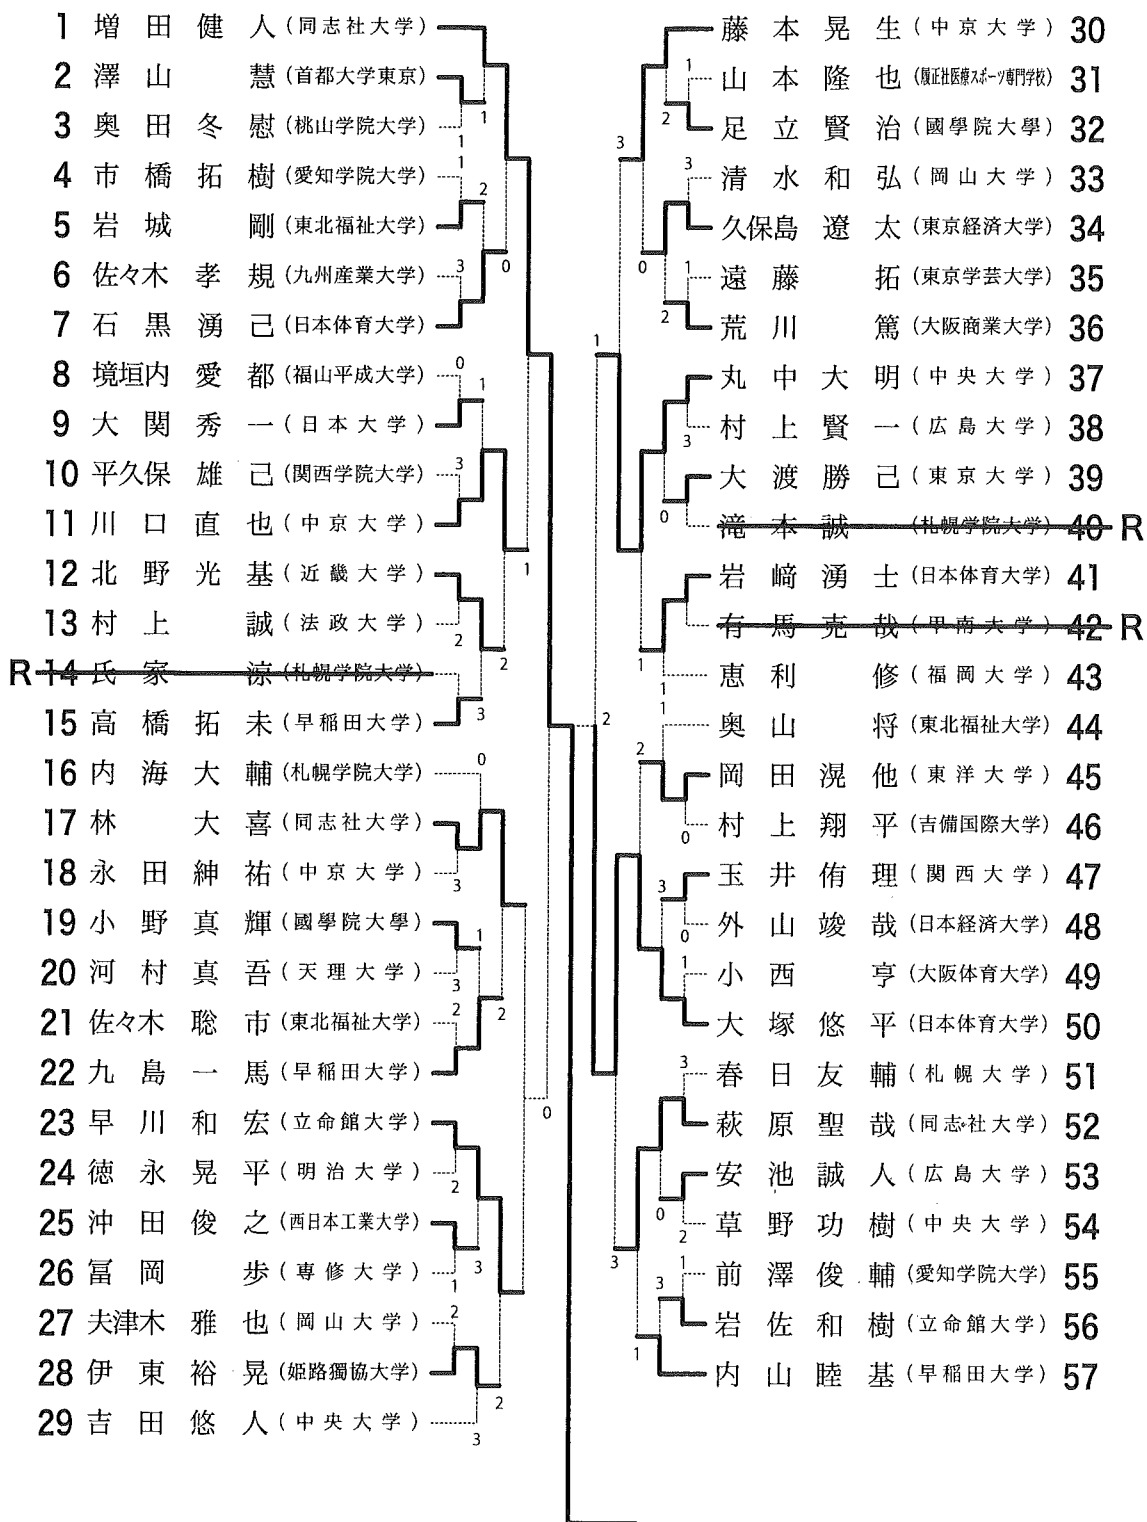 1 増田健人 (同志社大学)
2 澤山慧 (首都大学東京)
3 奥田冬慰 (桃山学院大学)
4 市橋拓樹 (愛知学院大学)
5 岩城剛 (東北福祉大学)
6 佐々木孝規 (九州産業大学)
7 石黒湧己 (日本体育大学)
8 境垣内愛都 (福山平成大学)
9 大関秀一 (日本大学)
10 平久保雄己 (関西学院大学)
11 川口直也 (中京大学)
12 北野光基 (近畿大学)
13 村上誠 (法政大学)
R 14 氏家涼 (札幌学院大学)
15 高橋拓未 (早稲田大学)
16 内海大輔 (札幌学院大学)
17 林大喜 (同志社大学)
18 永田紳祐 (中京大学)
19 小野真輝 (國學院大學)
20 河村真吾 (天理大学)
21 佐々木聡市 (東北福祉大学)
22 九島一馬 (早稲田大学)
23 早川和宏 (立命館大学)
24 徳永晃平 (明治大学)
25 沖田俊之 (西日本工業大学)
26 冨岡歩 (専修大学)
27 夫津木雅也 (岡山大学)
28 伊東裕晃 (姫路獨協大学)
29 吉田悠人 (中央大学)
藤本晃生 (中京大学) 30
山本隆也 (履正社医療スポーツ専門学校) 31
足立賢治 (國學院大學) 32
清水和弘 (岡山大学) 33
久保島遼太 (東京経済大学) 34
遠藤拓 (東京学芸大学) 35
荒川篤 (大阪商業大学) 36
丸中大明 (中央大学) 37
村上賢一 (広島大学) 38
大渡勝己 (東京大学) 39
滝本誠 (札幌学院大学) 40 R
岩﨑湧士 (日本体育大学) 41
有馬克哉 (甲南大学) 42 R
恵利修 (福岡大学) 43
奥山将 (東北福祉大学) 44
岡田滉他 (東洋大学) 45
村上翔平 (吉備国際大学) 46
玉井侑理 (関西大学) 47
外山竣哉 (日本経済大学) 48
小西亨 (大阪体育大学) 49
大塚悠平 (日本体育大学) 50
春日友輔 (札幌大学) 51
萩原聖哉 (同志社大学) 52
安池誠人 (広島大学) 53
草野功樹 (中央大学) 54
前澤俊輔 (愛知学院大学) 55
岩佐和樹 (立命館大学) 56
内山睦基 (早稲田大学) 57